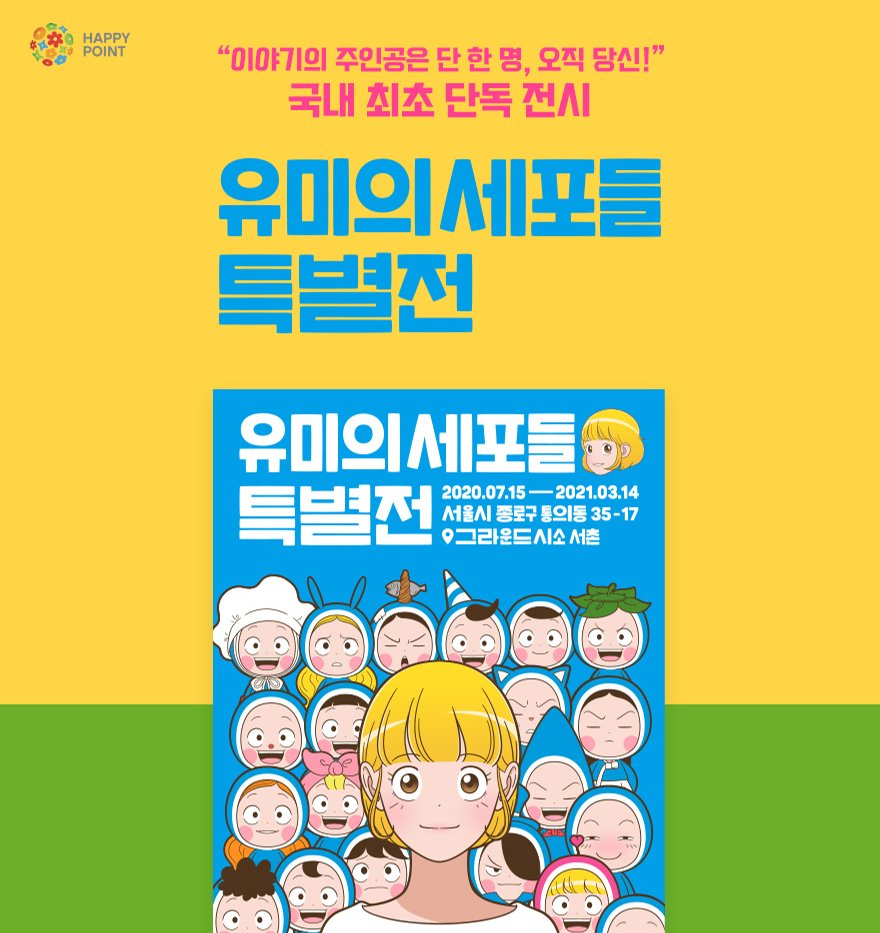 HAPPY
POINT
“이야기의 주인공은 단 한 명, 오직 당신!”
국내 최초 단독 전시
유미의 세포들
특별전
유미의 세포들
특별전
2020.07.15 — 2021.03.14
서울시 종로구 통의동 35-17
그라운드시소 서촌